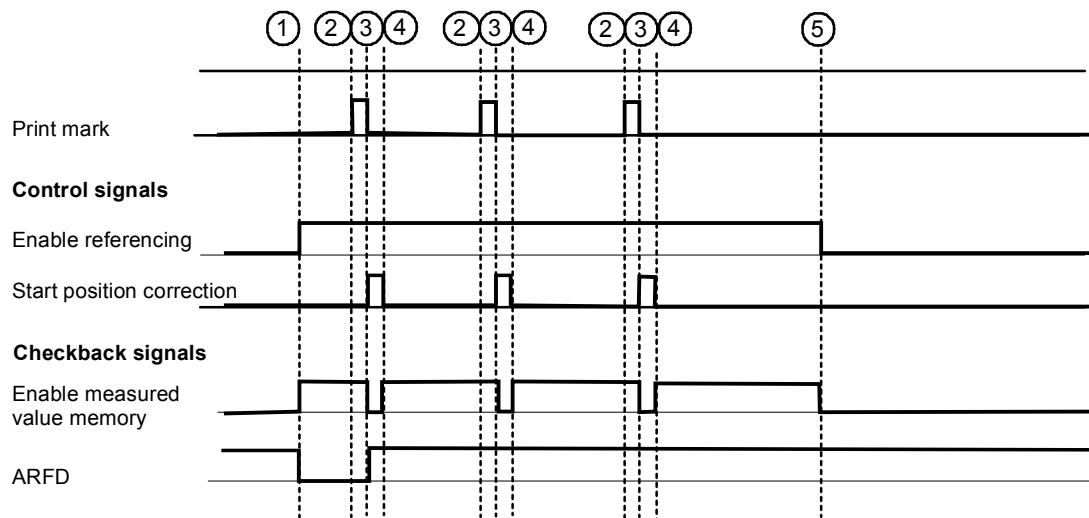 ① ② ③ ④ ② ③ ④ ② ③ ④ ⑤
Print mark
Control signals
Enable referencing
Start position correction
Checkback signals
Enable measured
value memory
ARFD